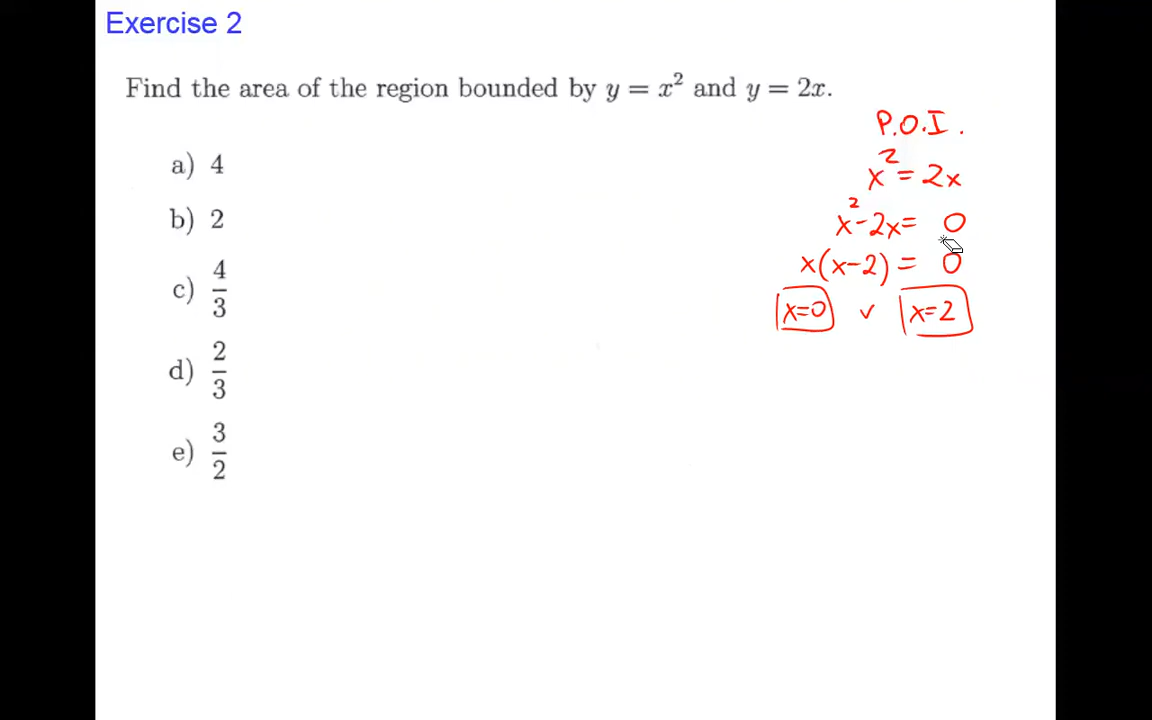 Exercise 2
Find the area of the region bounded by y = x² and y = 2x.
P.O.I.
x² = 2x
x² - 2x = 0
x(x-2) = 0
x=0 v x=2
a) 4
b) 2
c) 4/3
d) 2/3
e) 3/2